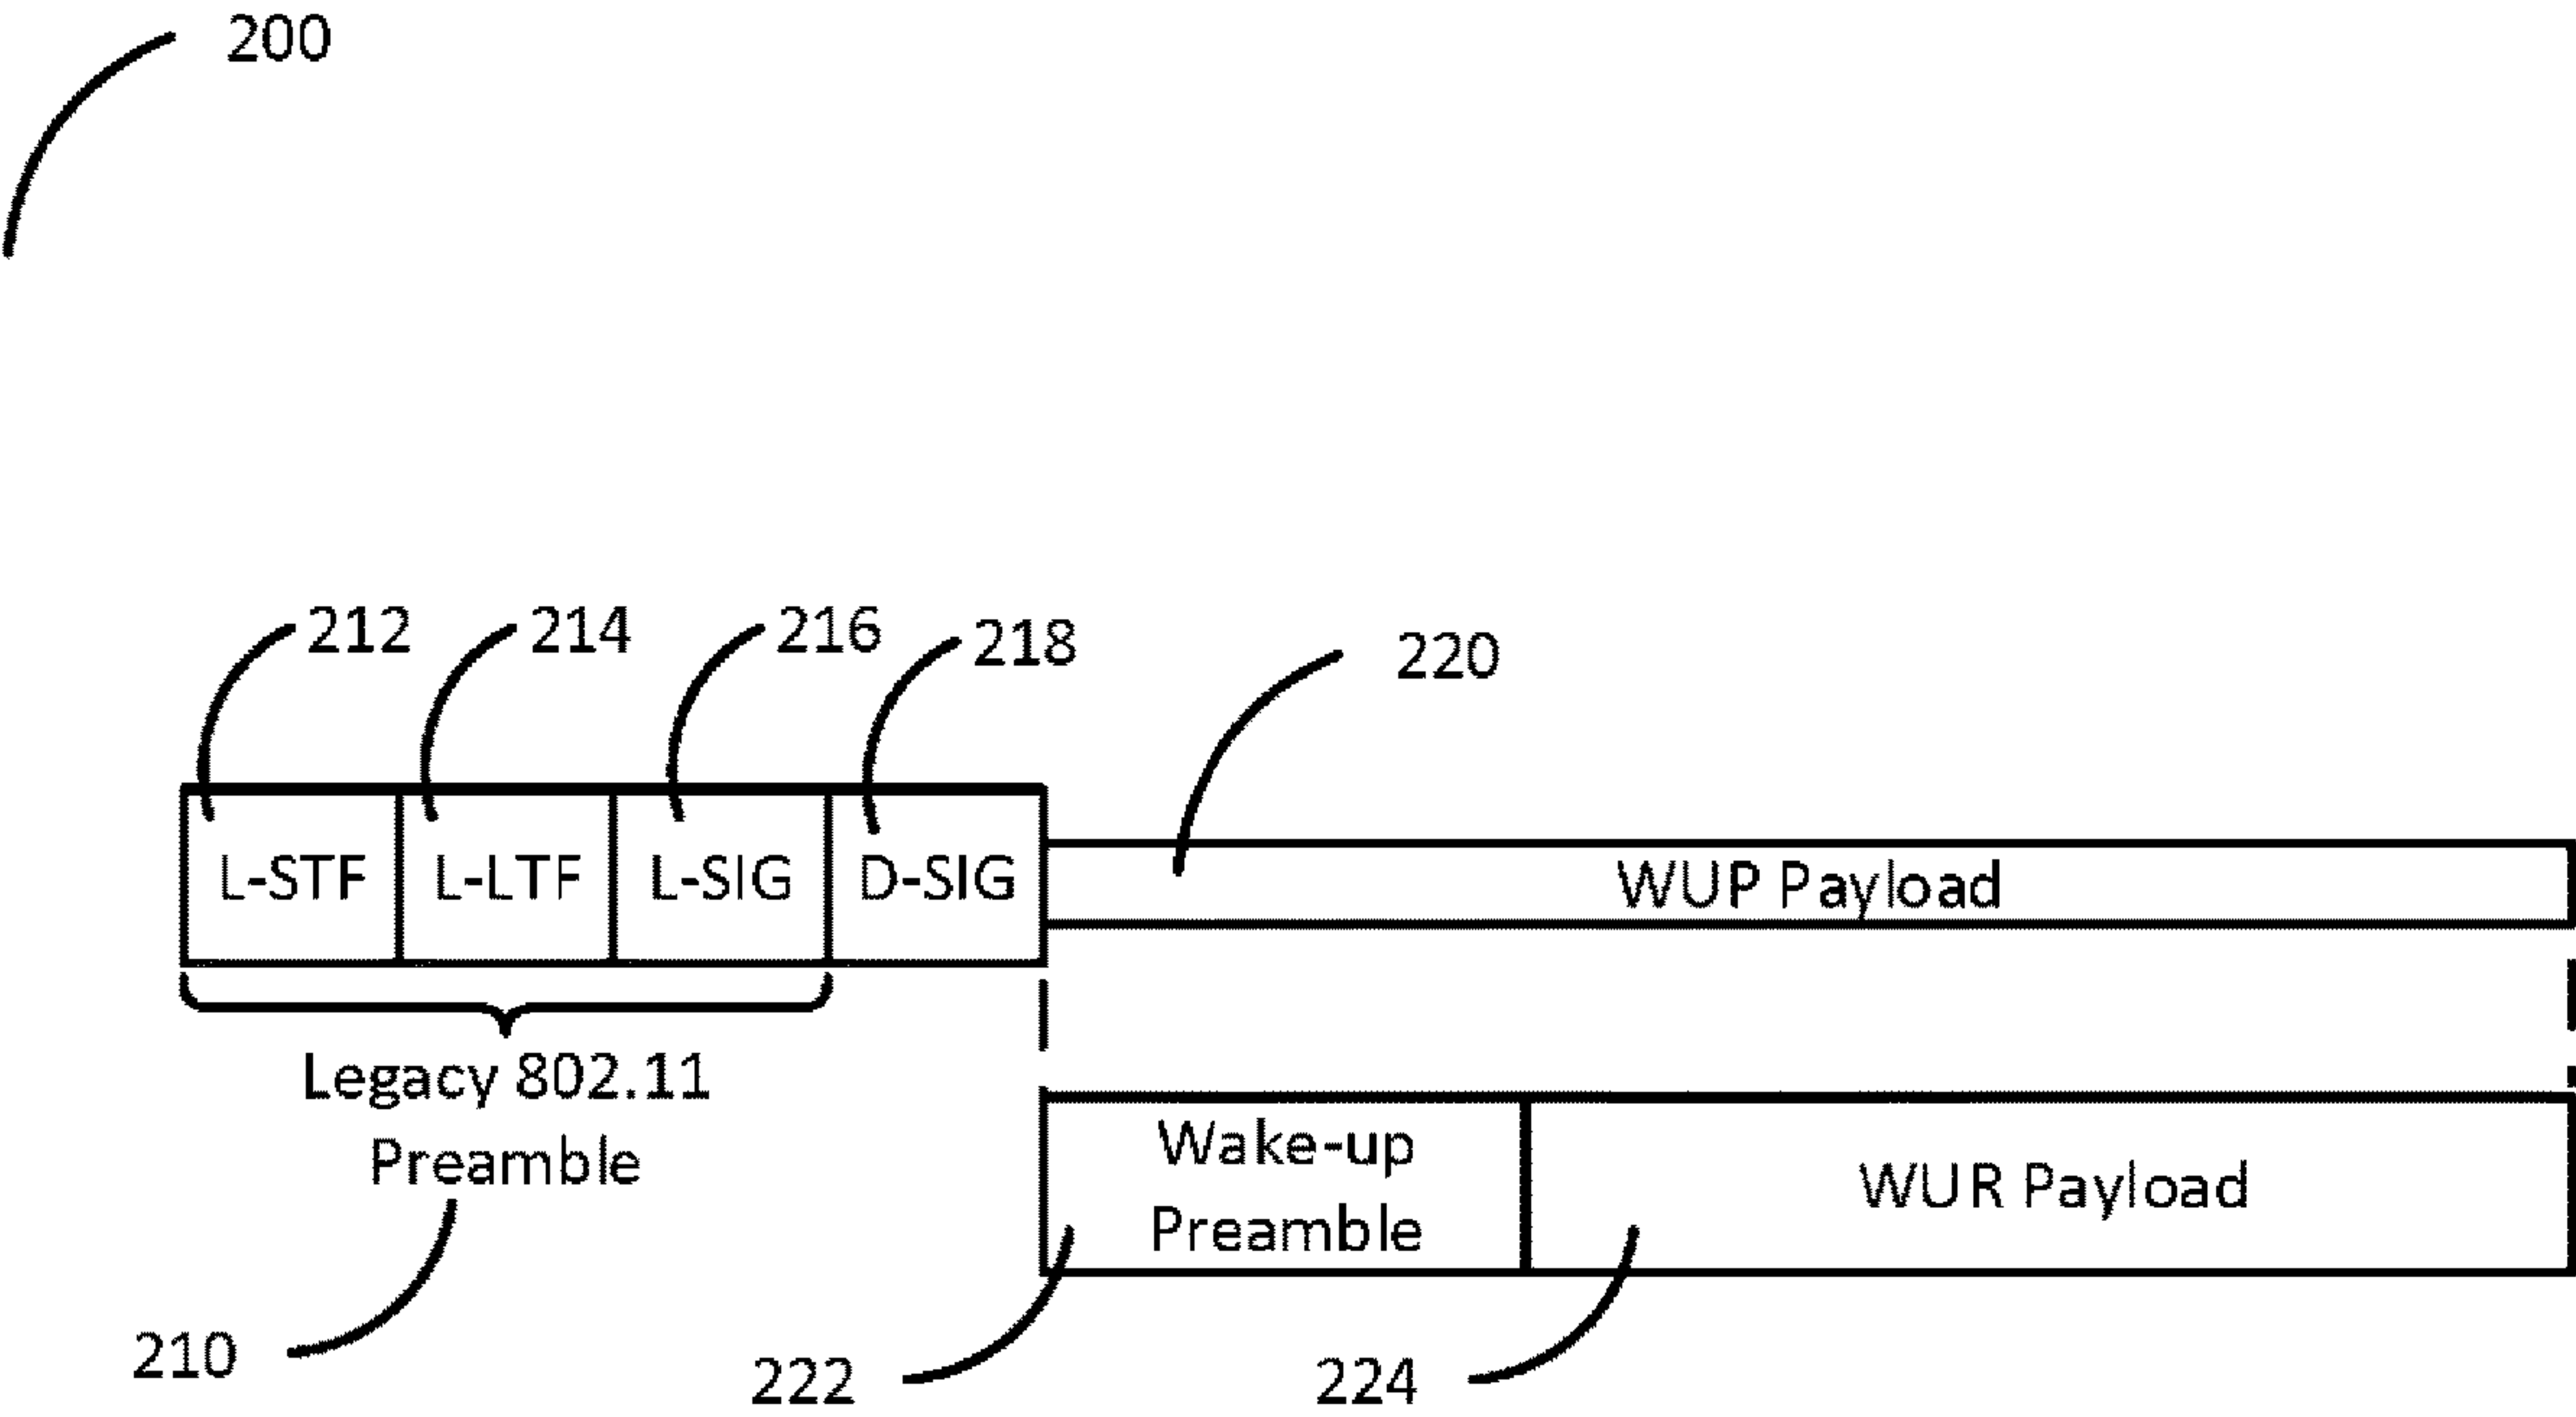 200
212
214
216
218
220
L-STF
L-LTF
L-SIG
D-SIG
WUP Payload
Legacy 802.11
Preamble
Wake-up
Preamble
WUR Payload
210
222
224